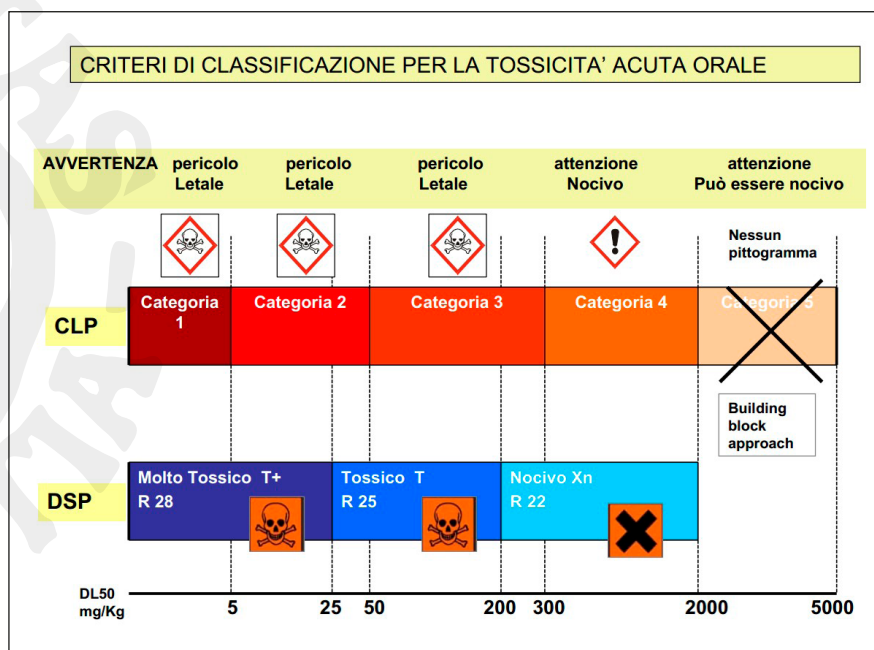 CRITERI DI CLASSIFICAZIONE PER LA TOSSICITA' ACUTA ORALE
AVVERTENZA
pericolo
Letale
pericolo
Letale
pericolo
Letale
attenzione
Nocivo
attenzione
Può essere nocivo
Nessun
pittogramma
CLP
Categoria
1
Categoria 2
Categoria 3
Categoria 4
Categoria 5
Building
block
approach
DSP
Molto Tossico T+
R 28
Tossico T
R 25
Nocivo Xn
R 22
DL50
mg/Kg
5
25
50
200
300
2000
5000